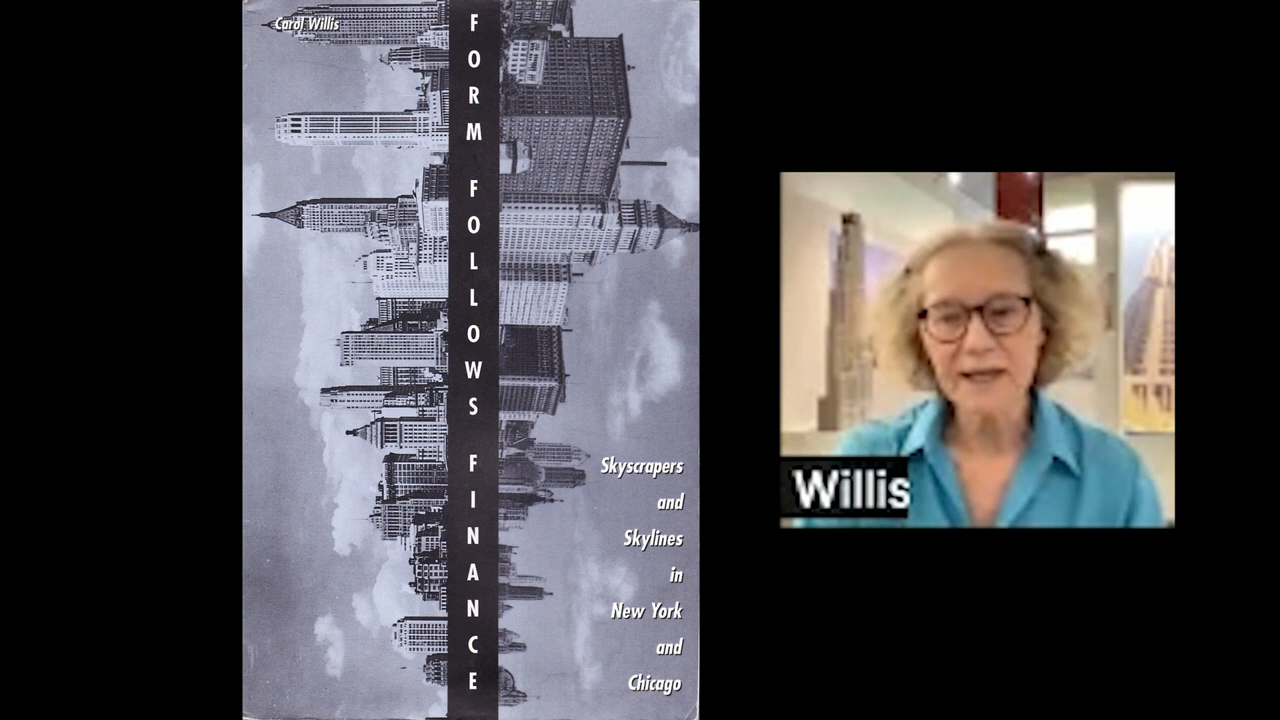 Carol Willis
FORM FOLLOWS FINANCE
Skyscrapers
and
Skylines
in
New York
and
Chicago
Willis